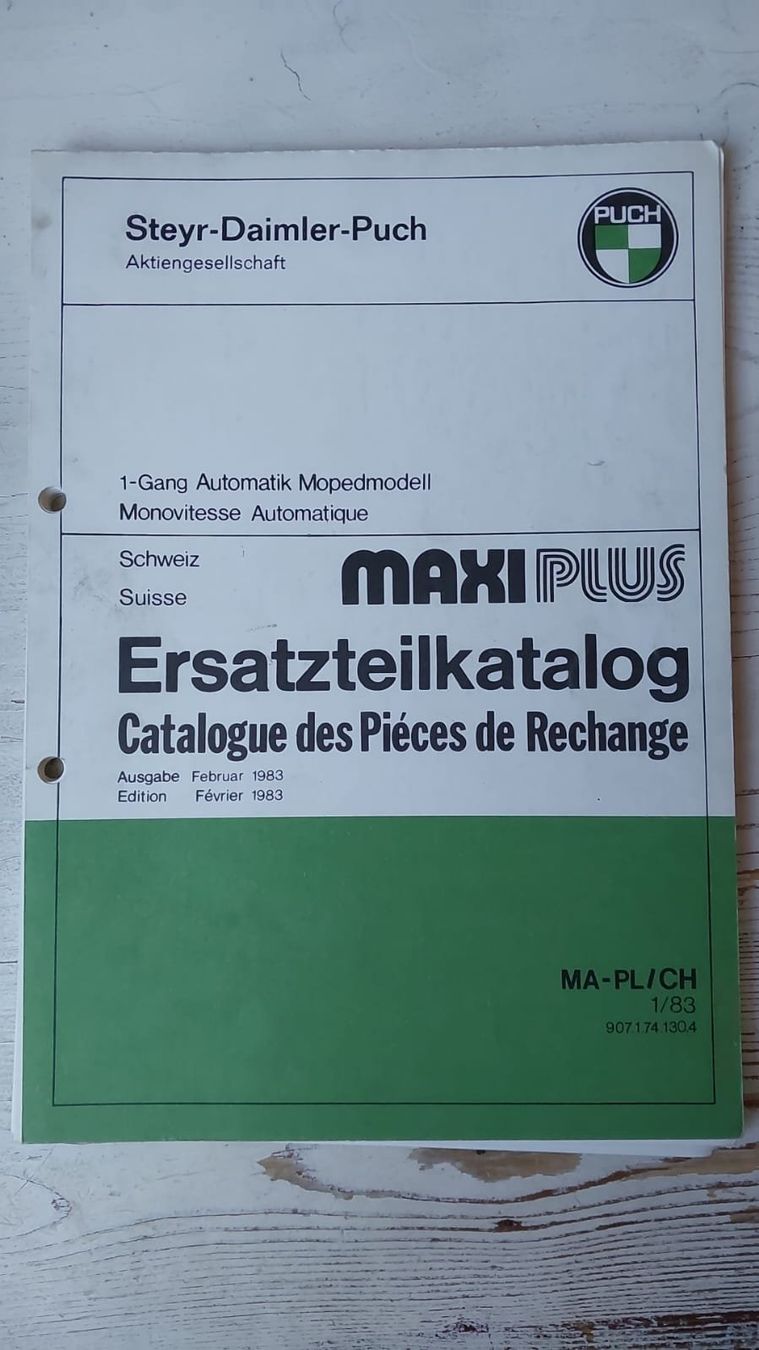 Steyr-Daimler-Puch
Aktiengesellschaft
PUCH
1-Gang Automatik Mopedmodell
Monovitesse Automatique
Schweiz
Suisse
MAXI PLUS
Ersatzteilkatalog
Catalogue des Piéces de Rechange
Ausgabe Februar 1983
Edition Février 1983
MA-PL/CH
1/83
907.1.74.130.4